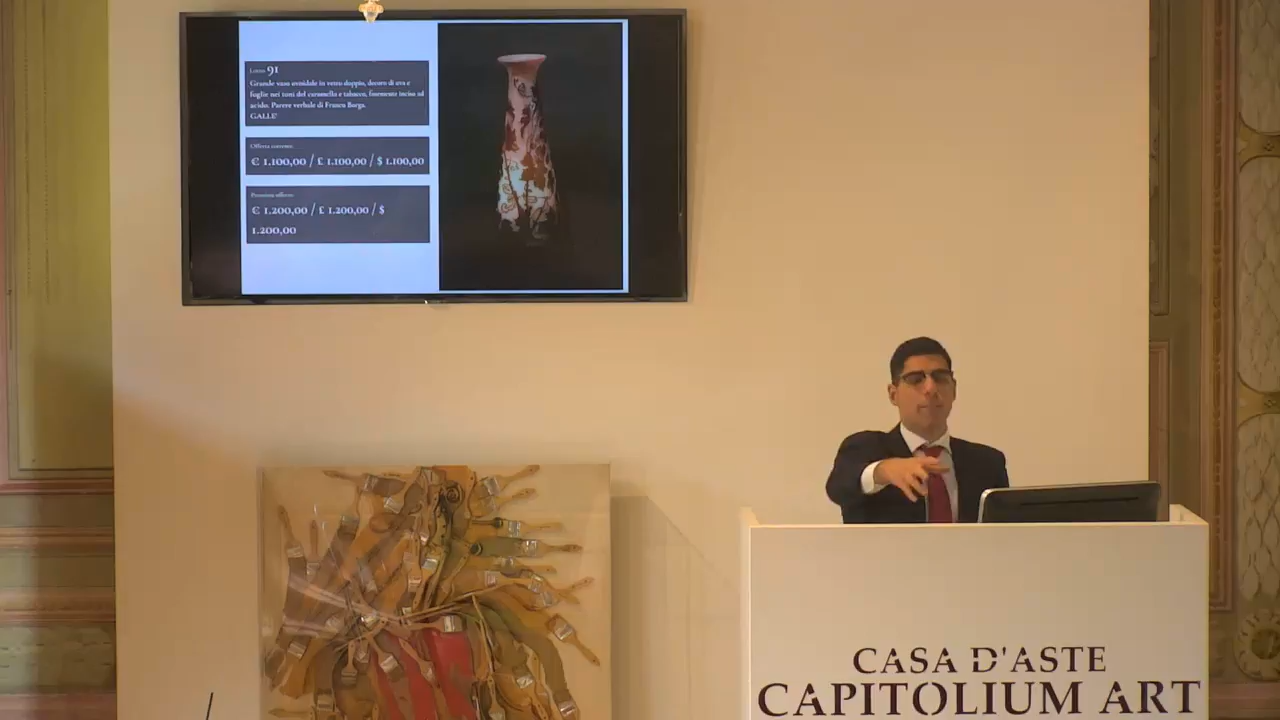 Lotto 91
Grande vaso ovoidale in vetro doppio, decoro di uva e
foglie nei toni del caramello e tabacco, finemente inciso ad
acido. Parere verbale di Franco Borga.
GALLE'
Offerta corrente:
€ 1.100,00 / £ 1.100,00 / $ 1.100,00
Prossima offerta:
€ 1.200,00 / £ 1.200,00 / $
1.200,00
CASA D'ASTE
CAPITOLIUM ART